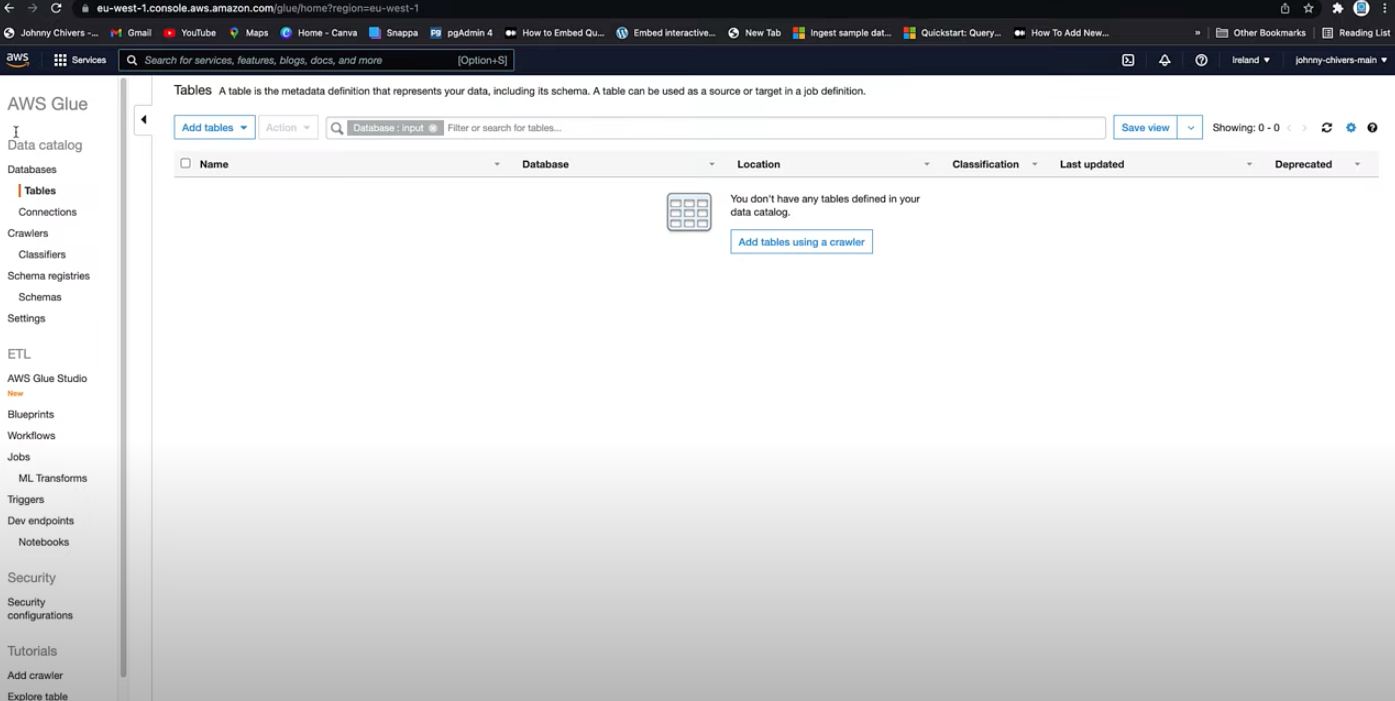 eu-west-1.console.aws.amazon.com/glue/home?region=eu-west-1
Johnny Chivers -... Gmail YouTube Maps Home - Canva Snappa pgAdmin 4 How to Embed Qu... Embed interactive... New Tab Ingest sample dat... Quickstart: Query... How To Add New... » Other Bookmarks Reading List
aws Services Search for services, features, blogs, docs, and more [Option+S] Ireland johnny-chivers-main
AWS Glue
Data catalog
Databases
Tables
Connections
Crawlers
Classifiers
Schema registries
Schemas
Settings
ETL
AWS Glue Studio
New
Blueprints
Workflows
Jobs
ML Transforms
Triggers
Dev endpoints
Notebooks
Security
Security
configurations
Tutorials
Add crawler
Explore table
Tables A table is the metadata definition that represents your data, including its schema. A table can be used as a source or target in a job definition.
Add tables Action Database : input Filter or search for tables... Save view Showing: 0 - 0
Name Database Location Classification Last updated Deprecated
You don't have any tables defined in your
data catalog.
Add tables using a crawler